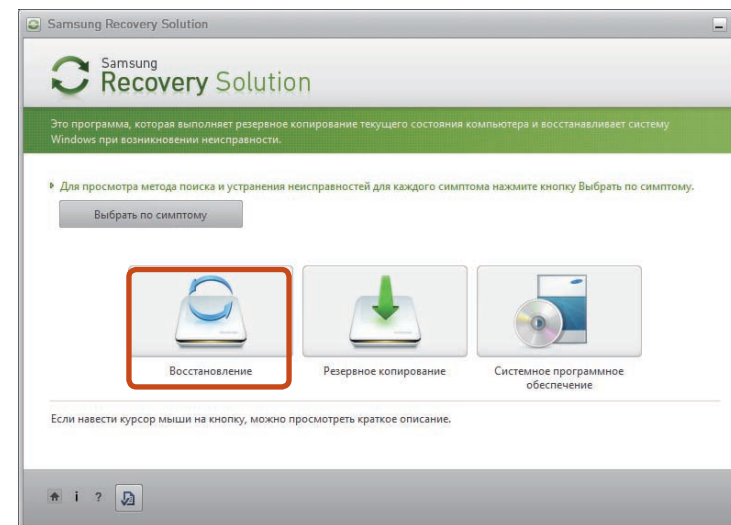 Samsung Recovery Solution
Samsung
Recovery Solution
Это программа, которая выполняет резервное копирование текущего состояния компьютера и восстанавливает систему
Windows при возникновении неисправности.
Для просмотра метода поиска и устранения неисправностей для каждого симптома нажмите кнопку Выбрать по симптому.
Выбрать по симптому
Восстановление
Резервное копирование
Системное программное
обеспечение
Если навести курсор мыши на кнопку, можно просмотреть краткое описание.
i ?